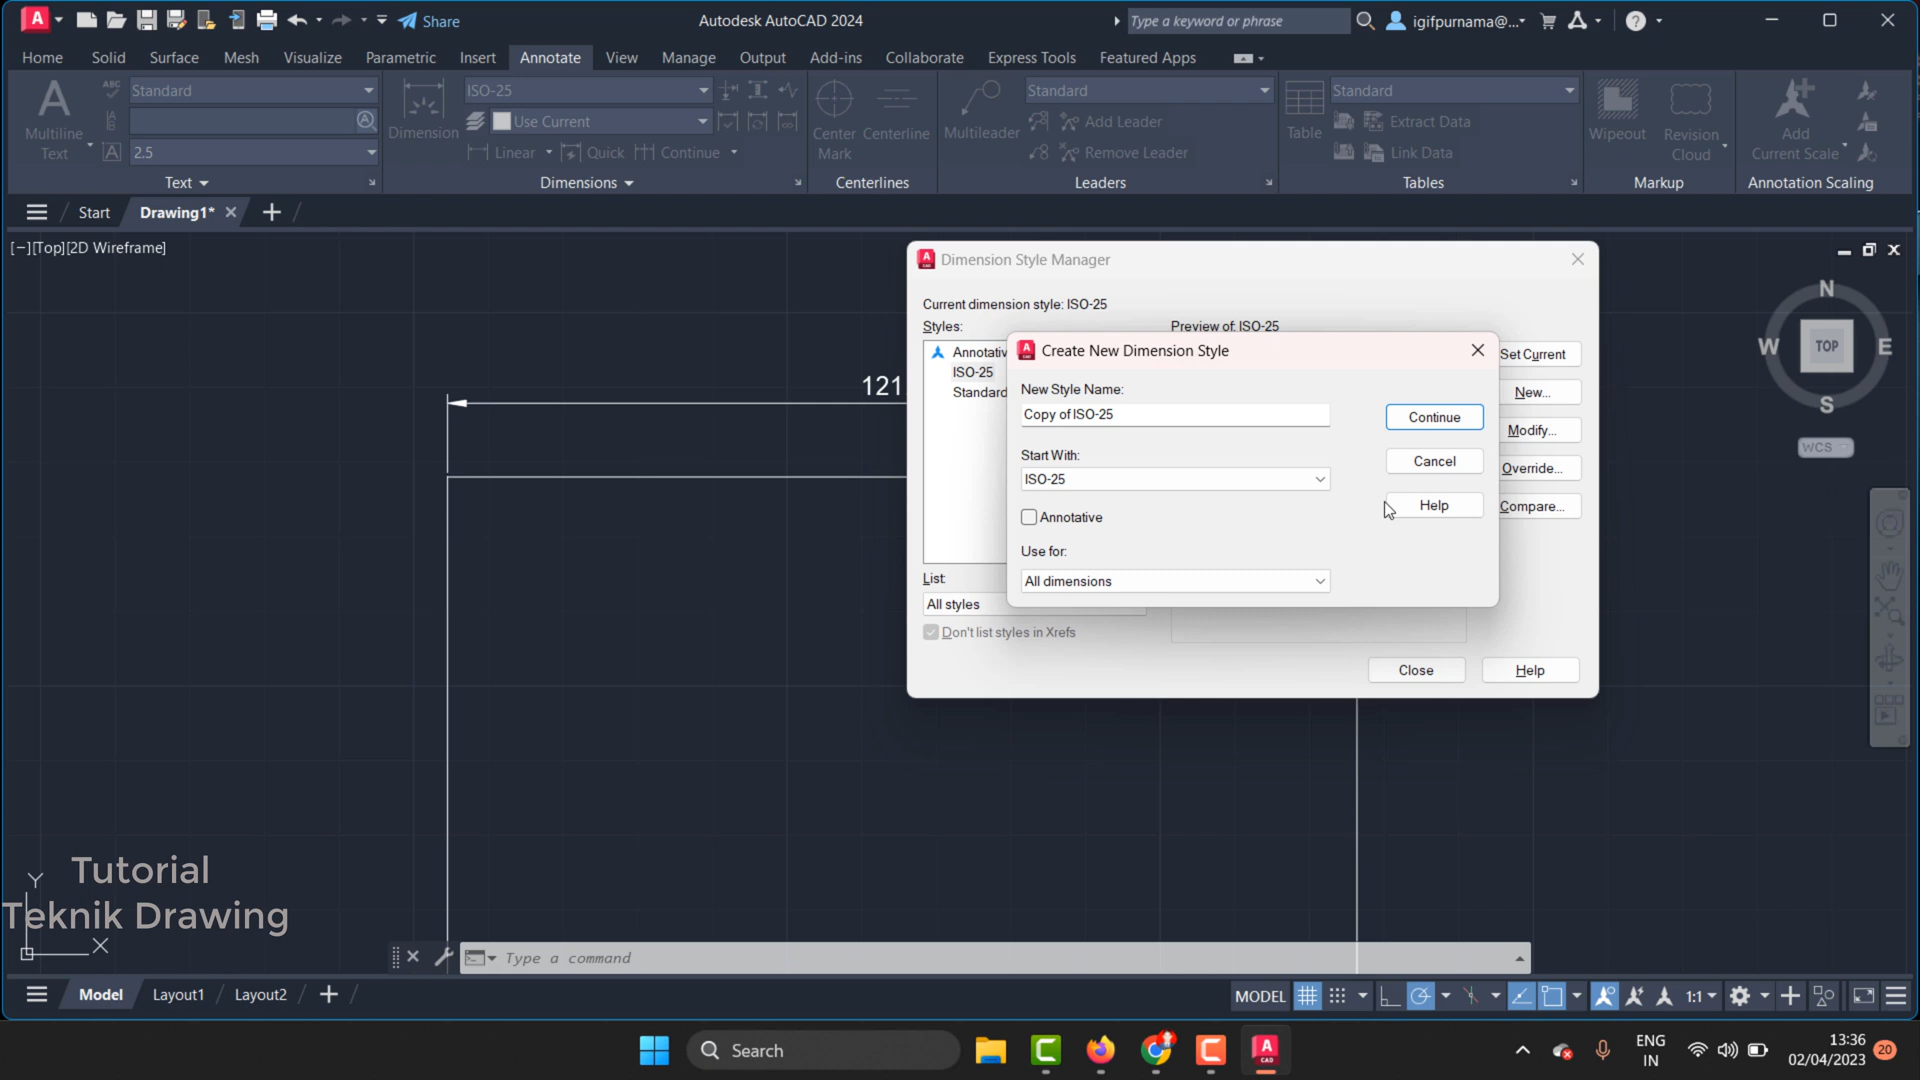 Share
Autodesk AutoCAD 2024
Type a keyword or phrase
igifpurnama@...
Home Solid Surface Mesh Visualize Parametric Insert Annotate View Manage Output Add-ins Collaborate Express Tools Featured Apps
Multiline Text
ABC
Standard
2.5
Text
Dimension
ISO-25
Use Current
Linear Quick Continue
Dimensions
Center Mark
Centerline
Centerlines
Multileader
Standard
Add Leader
Remove Leader
Leaders
Table
Standard
Extract Data
Link Data
Tables
Wipeout
Revision Cloud
Markup
Add Current Scale
Annotation Scaling
Start Drawing1*
[−][Top][2D Wireframe]
121
Dimension Style Manager
Current dimension style: ISO-25
Styles:
Preview of: ISO-25
Annotativ
ISO-25
Standard
Set Current
New...
Modify...
Override...
Compare...
List:
All styles
Don't list styles in Xrefs
Close
Help
Create New Dimension Style
New Style Name:
Copy of ISO-25
Continue
Start With:
ISO-25
Cancel
Annotative
Help
Use for:
All dimensions
N
W TOP E
S
WCS
Tutorial
Teknik Drawing
Y
X
Type a command
Model Layout1 Layout2
MODEL
1:1
Search
A
CAD
ENG
IN
13:36
02/04/2023
20